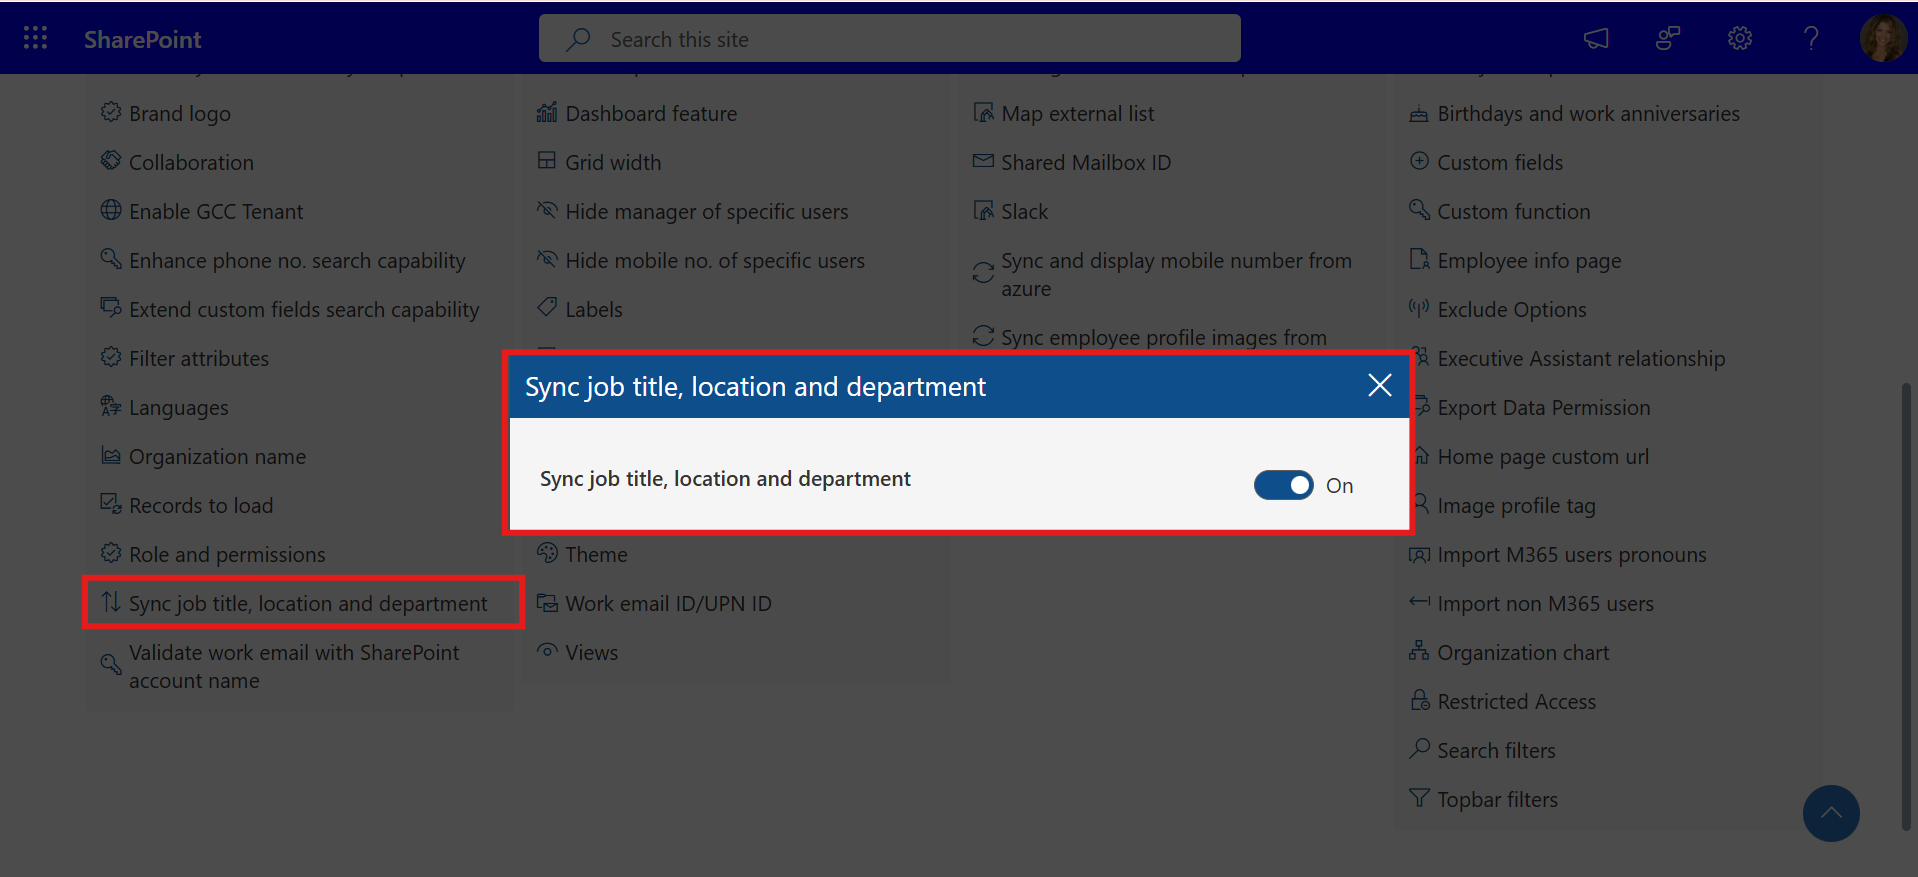 SharePoint
Search this site
Brand logo
Collaboration
Enable GCC Tenant
Enhance phone no. search capability
Extend custom fields search capability
Filter attributes
Languages
Organization name
Records to load
Role and permissions
Sync job title, location and department
Validate work email with SharePoint
account name
Dashboard feature
Grid width
Hide manager of specific users
Hide mobile no. of specific users
Labels
Theme
Work email ID/UPN ID
Views
Map external list
Shared Mailbox ID
Slack
Sync and display mobile number from
azure
Sync employee profile images from
Sync job title, location and department
Sync job title, location and department
On
Birthdays and work anniversaries
Custom fields
Custom function
Employee info page
Exclude Options
Executive Assistant relationship
Export Data Permission
Home page custom url
Image profile tag
Import M365 users pronouns
Import non M365 users
Organization chart
Restricted Access
Search filters
Topbar filters